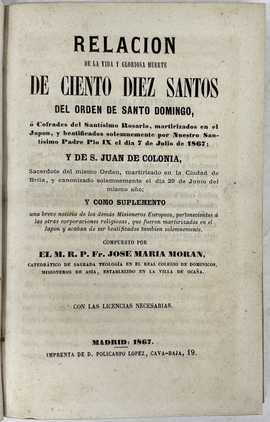 RELACION
DE LA VIDA Y GLORIOSA MUERTE
DE CIENTO DIEZ SANTOS
DEL ORDEN DE SANTO DOMINGO,
ó Cofrades del Santísimo Rosario, martirizados en el
Japon, y beatificados solemnemente por Nuestro San-
tísimo Padre Pio IX el dia 7 de Julio de 1867;
Y DE S. JUAN DE COLONIA,
Sacerdote del mismo Orden, martirizado en la Ciudad de
Brila, y canonizado solemnemente el dia 29 de Junio del
mismo año;
Y COMO SUPLEMENTO
una breve noticia de los demás Misioneros Europeos, pertenecientes á
las otras corporaciones religiosas, que fueron martirizados en el
Japon y acaban de ser beatificados tambien solemnemente.
COMPUESTO POR
EL M. R. P. Fr. JOSE MARIA MORAN,
CATEDRÁTICO DE SAGRADA TEOLOGÍA EN EL REAL COLEGIO DE DOMINICOS,
MISIONEROS DE ASIA, ESTABLECIDO EN LA VILLA DE OCAÑA.
CON LAS LICENCIAS NECESARIAS.
MADRID: 1867.
IMPRENTA DE D. POLICARPO LOPEZ, CAVA-BAJA, 19.